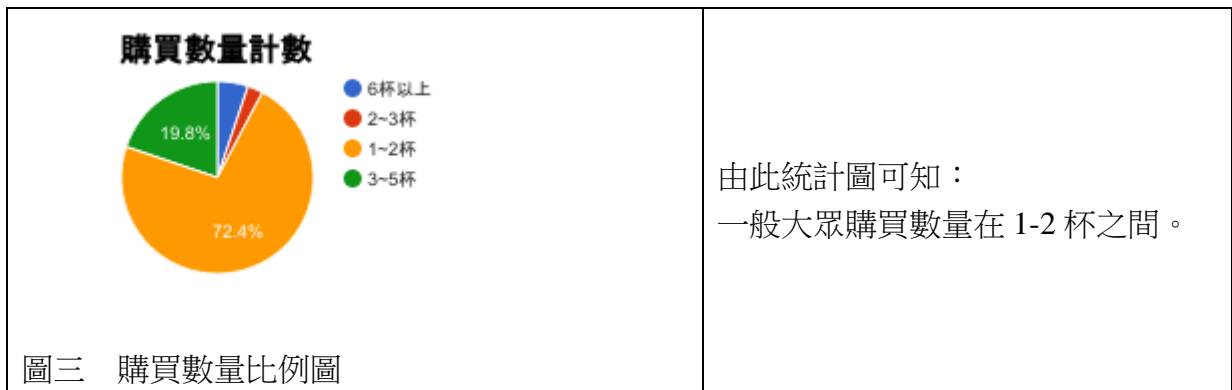 購買數量計數
6杯以上
2~3杯
1~2杯
3~5杯
19.8%
72.4%
圖三　購買數量比例圖
由此統計圖可知：
一般大眾購買數量在 1-2 杯之間。